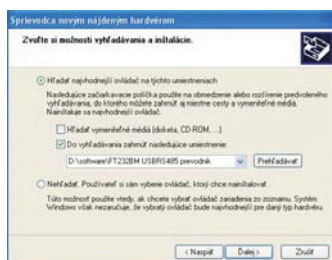 Sprievodca novým nájdeným hardvérom
Zvoľte si možnosti vyhľadávania a inštalácie.
Hľadať najvhodnejší ovládač na týchto umiestneniach
Nasledujúce začiarkavacie políčka použite na obmedzenie alebo rozšírenie predvoleného
vyhľadávania, do ktorého môžete zahrnúť aj miestne cesty a vymeniteľné médiá.
Nainštaluje sa najvhodnejší ovládač.
Hľadať vymeniteľné médiá (disketa, CD-ROM, ...)
Do vyhľadávania zahrnúť nasledujúce umiestnenie:
D:\software\FT232BM USBRS485 prevodnik
Prehľadávať
Nehľadať. Používateľ si sám vyberie ovládač, ktorý chce nainštalovať.
Túto možnosť použite vtedy, ak chcete vybrať ovládač zariadenia zo zoznamu. Systém
Windows však nezaručuje, že vybratý ovládač bude najvhodnejší pre daný typ hardvéru.
< Naspäť
Ďalej >
Zrušiť